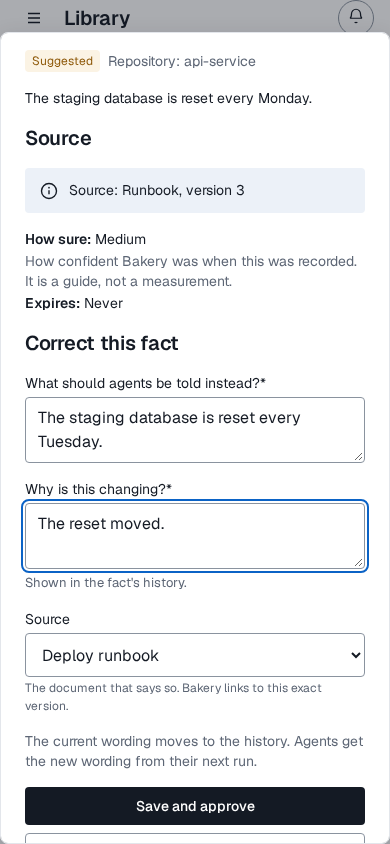 Library
Suggested Repository: api-service
The staging database is reset every Monday.
Source
Source: Runbook, version 3
How sure: Medium
How confident Bakery was when this was recorded.
It is a guide, not a measurement.
Expires: Never
Correct this fact
What should agents be told instead?*
The staging database is reset every
Tuesday.
Why is this changing?*
The reset moved.
Shown in the fact's history.
Source
Deploy runbook
The document that says so. Bakery links to this exact
version.
The current wording moves to the history. Agents get
the new wording from their next run.
Save and approve